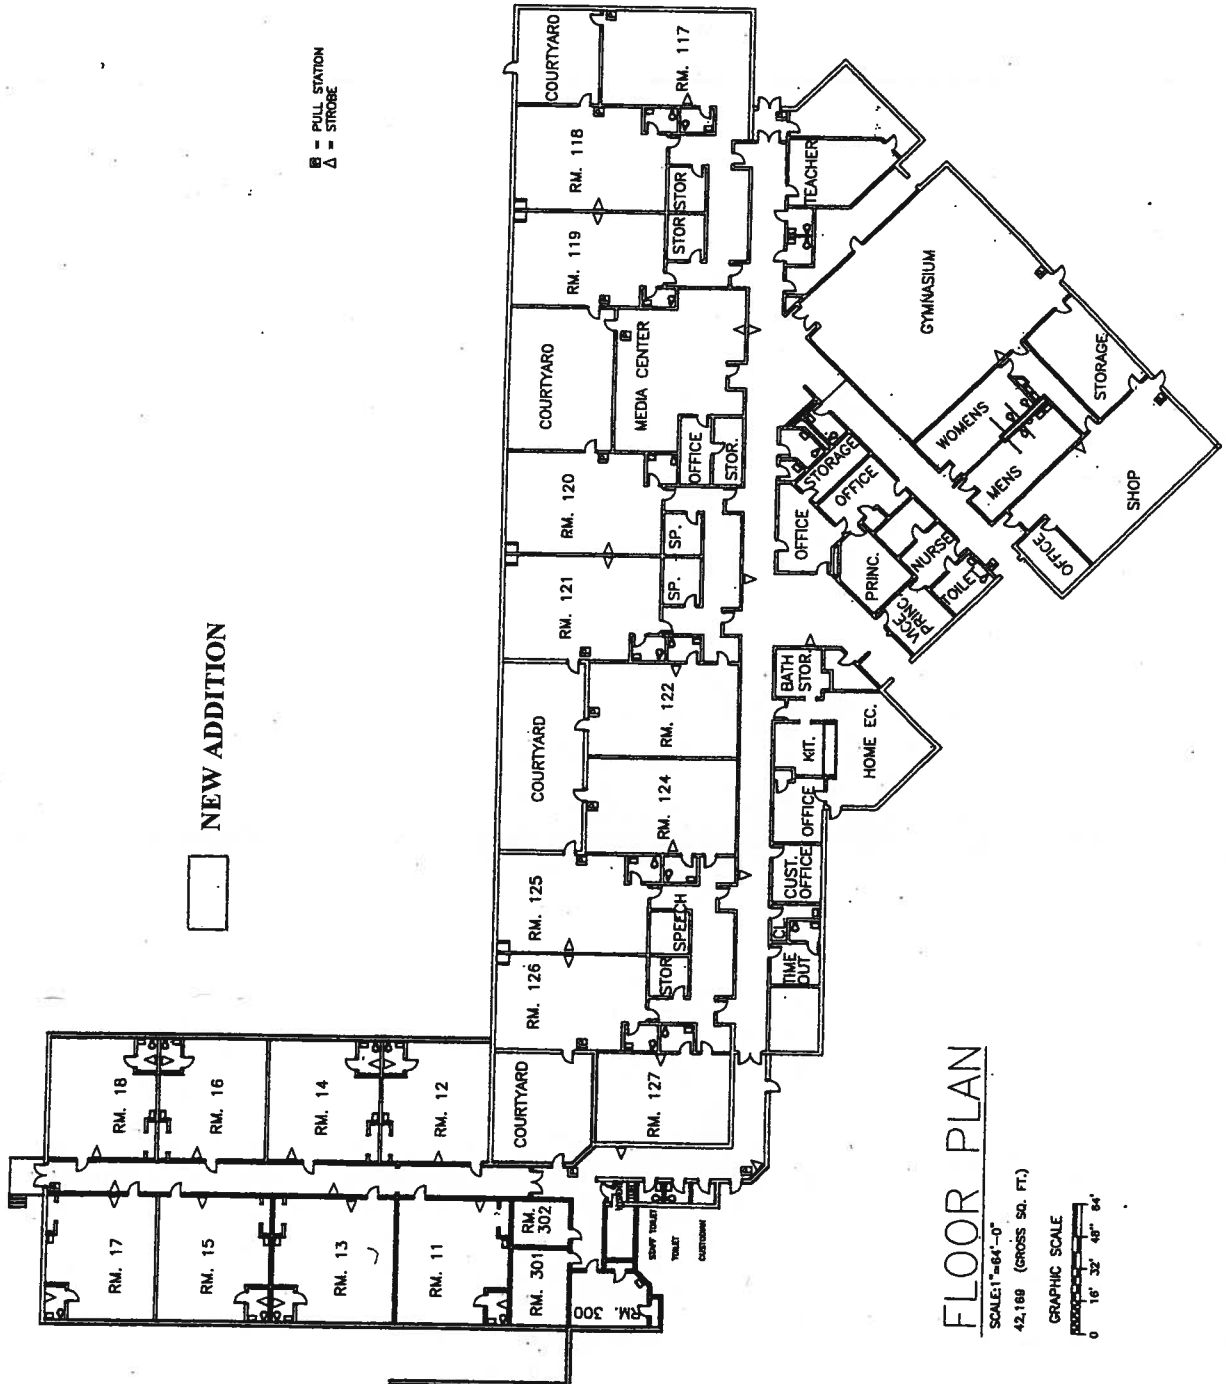 P = PULL STATION
△ = STROBE
NEW ADDITION
COURTYARD
RM. 117
RM. 118
STOR
STOR
RM. 119
TEACHER
COURTYARD
MEDIA CENTER
OFFICE
STOR.
GYMNASIUM
STORAGE
WOMENS
MENS
SHOP
OFFICE
STORAGE
OFFICE
OFFICE
PRINC.
NURSE
VICE
PRINC.
TOILET
RM. 120
SP.
SP.
RM. 121
COURTYARD
RM. 122
RM. 124
BATH
STOR.
KIT.
HOME EC.
OFFICE
CUST.
OFFICE
CL
TIME
OUT
RM. 125
SPEECH
STOR
RM. 126
COURTYARD
RM. 127
RM. 18
RM. 16
RM. 14
RM. 12
RM. 17
RM. 15
RM. 13
RM. 11
RM.
302
RM. 301
RM.
300
STAFF TOILET
TOILET
CUSTODIAN
FLOOR PLAN
SCALE:1"=64'-0"
42,169 (GROSS SQ. FT.)
GRAPHIC SCALE
0 16' 32' 48' 64'